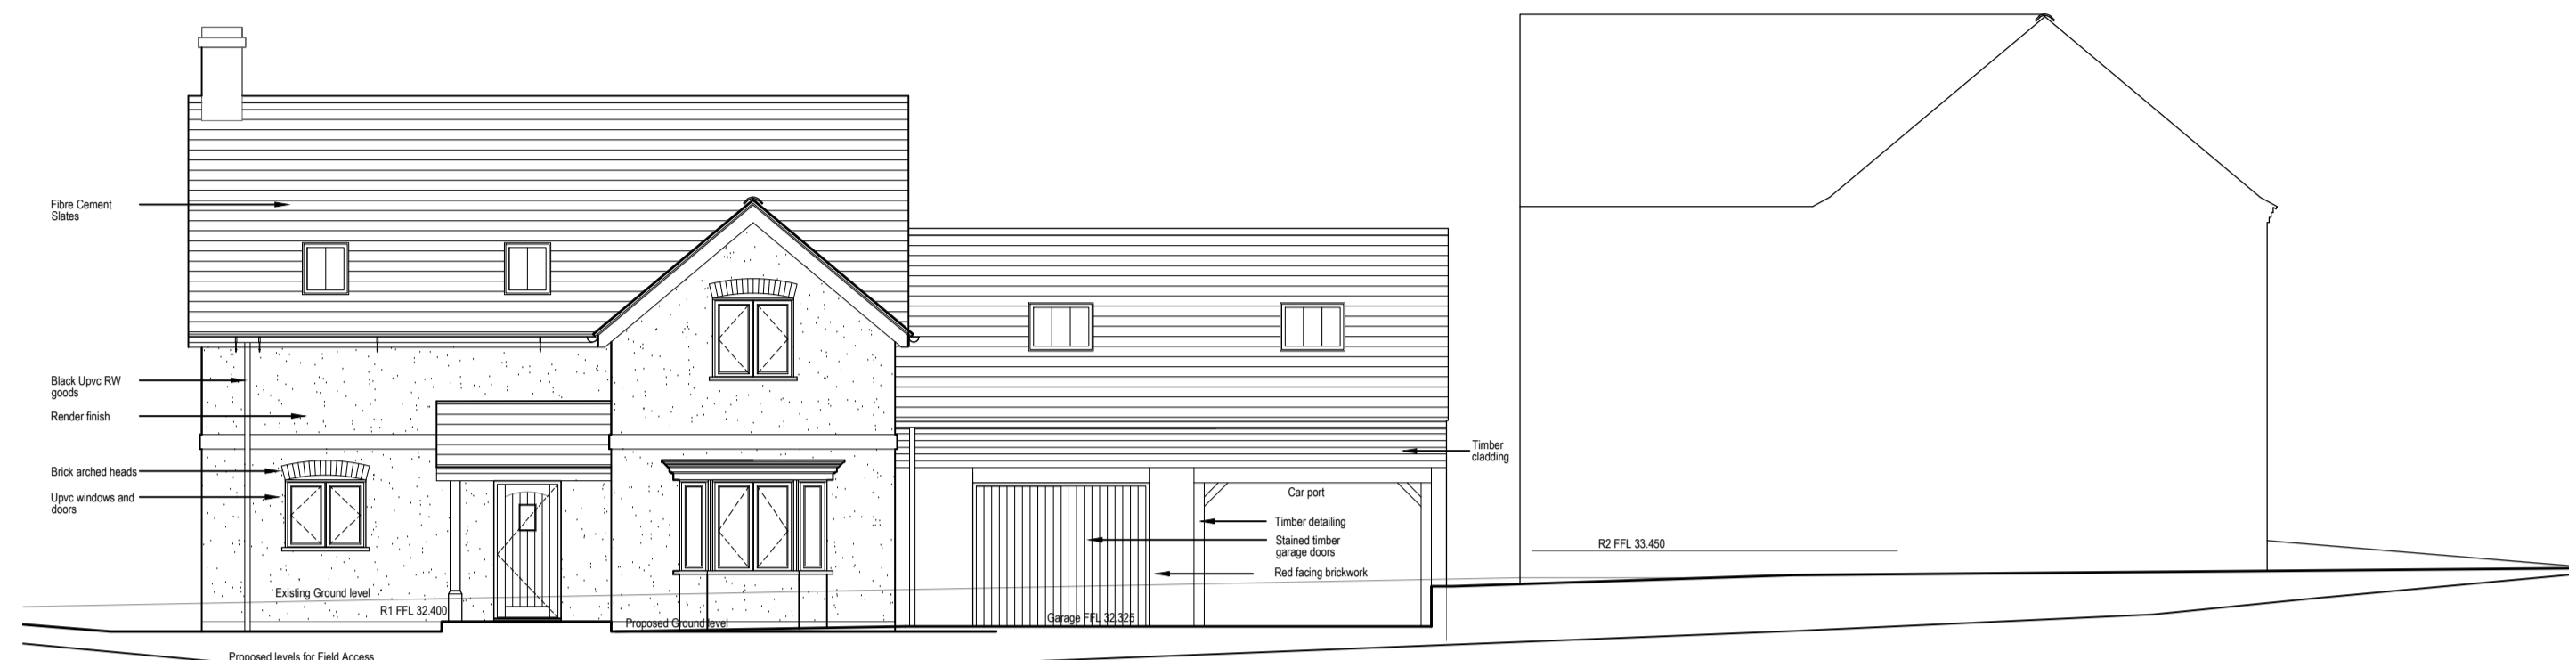 Fibre Cement
Slates
Black Upvc RW
goods
Render finish
Brick arched heads
Upvc windows and
doors
Existing Ground level
R1 FFL 32.400
Proposed Ground level
Proposed levels for Field Access
Garage FFL 32.325
Timber
cladding
Car port
Timber detailing
Stained timber
garage doors
Red facing brickwork
R2 FFL 33.450